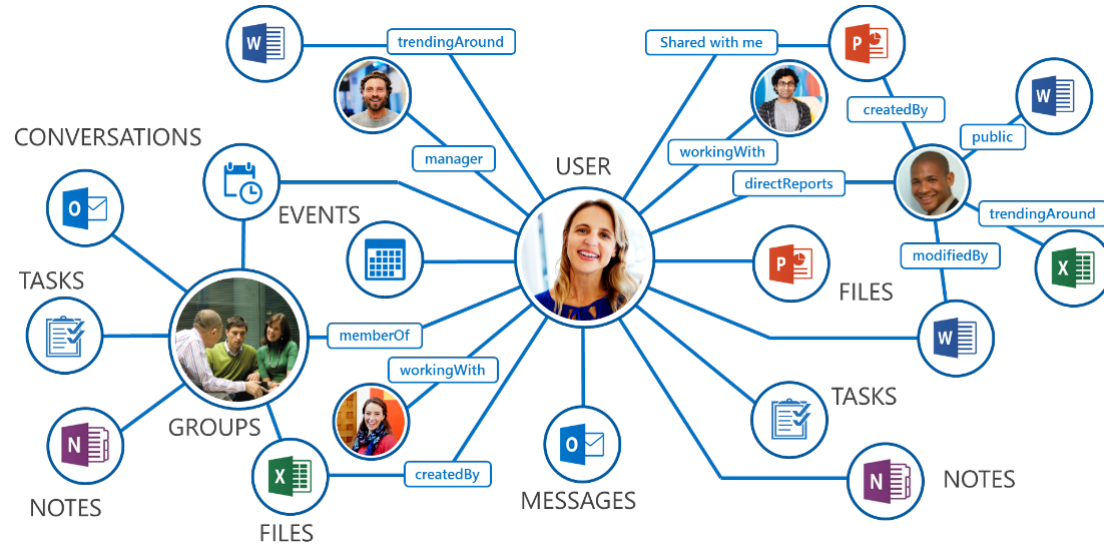 W
trendingAround
Shared with me
P
W
createdBy
public
CONVERSATIONS
manager
USER
workingWith
directReports
O
EVENTS
trendingAround
modifiedBy
TASKS
P
X
FILES
memberOf
W
workingWith
TASKS
GROUPS
N
O
X
createdBy
N
NOTES
MESSAGES
NOTES
FILES